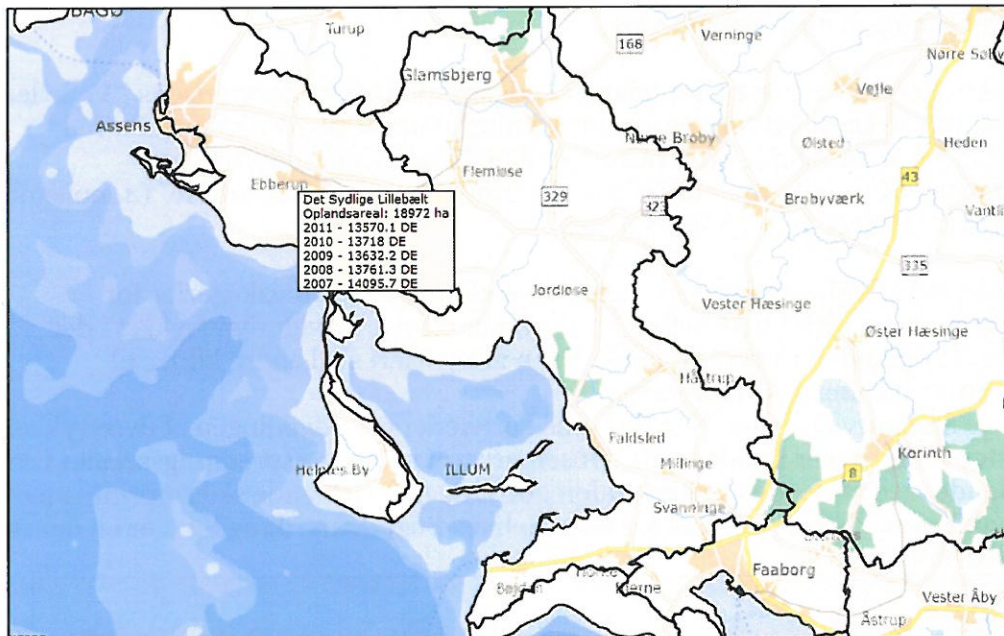 BAGØ
Turup
168
Verninge
Nørre Søby
Glamsbjerg
Vejle
Assens
Nørre Broby
Ølsted
Heden
Flemløse
Ebberup
43
329
323
Brobyværk
Det Sydlige Lillebælt
Oplandsareal: 18972 ha
2011 - 13570.1 DE
2010 - 13718 DE
2009 - 13632.2 DE
2008 - 13761.3 DE
2007 - 14095.7 DE
335
Jordløse
Vester Hæsinge
Øster Hæsinge
Håstrup
Faldsled
Korinth
Helnæs By
ILLUM
Millinge
8
Svanninge
Faaborg
Bøjden
Bjerne
Vester Åby
Åstrup